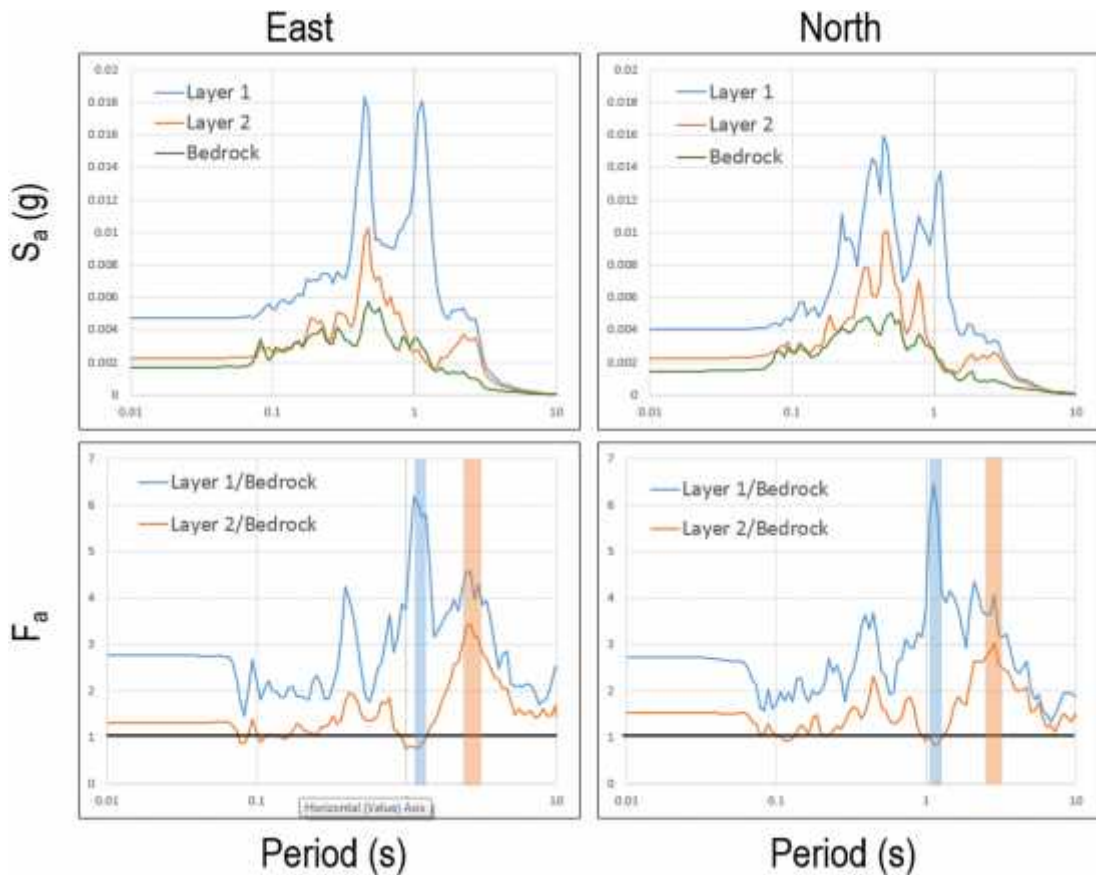 East
North
S_a (g)
0.02
0.018
0.016
0.014
0.012
0.01
0.008
0.006
0.004
0.002
0
Layer 1
Layer 2
Bedrock
0.01 0.1 1 10
0.02
0.018
0.016
0.014
0.012
0.01
0.008
0.006
0.004
0.002
0
Layer 1
Layer 2
Bedrock
0.01 0.1 1 10
F_a
7
6
5
4
3
2
1
0
Layer 1/Bedrock
Layer 2/Bedrock
0.01 0.1 10
Horizontal (Value) Axis
7
6
5
4
3
2
1
0
Layer 1/Bedrock
Layer 2/Bedrock
0.01 0.1 1 10
Period (s)
Period (s)